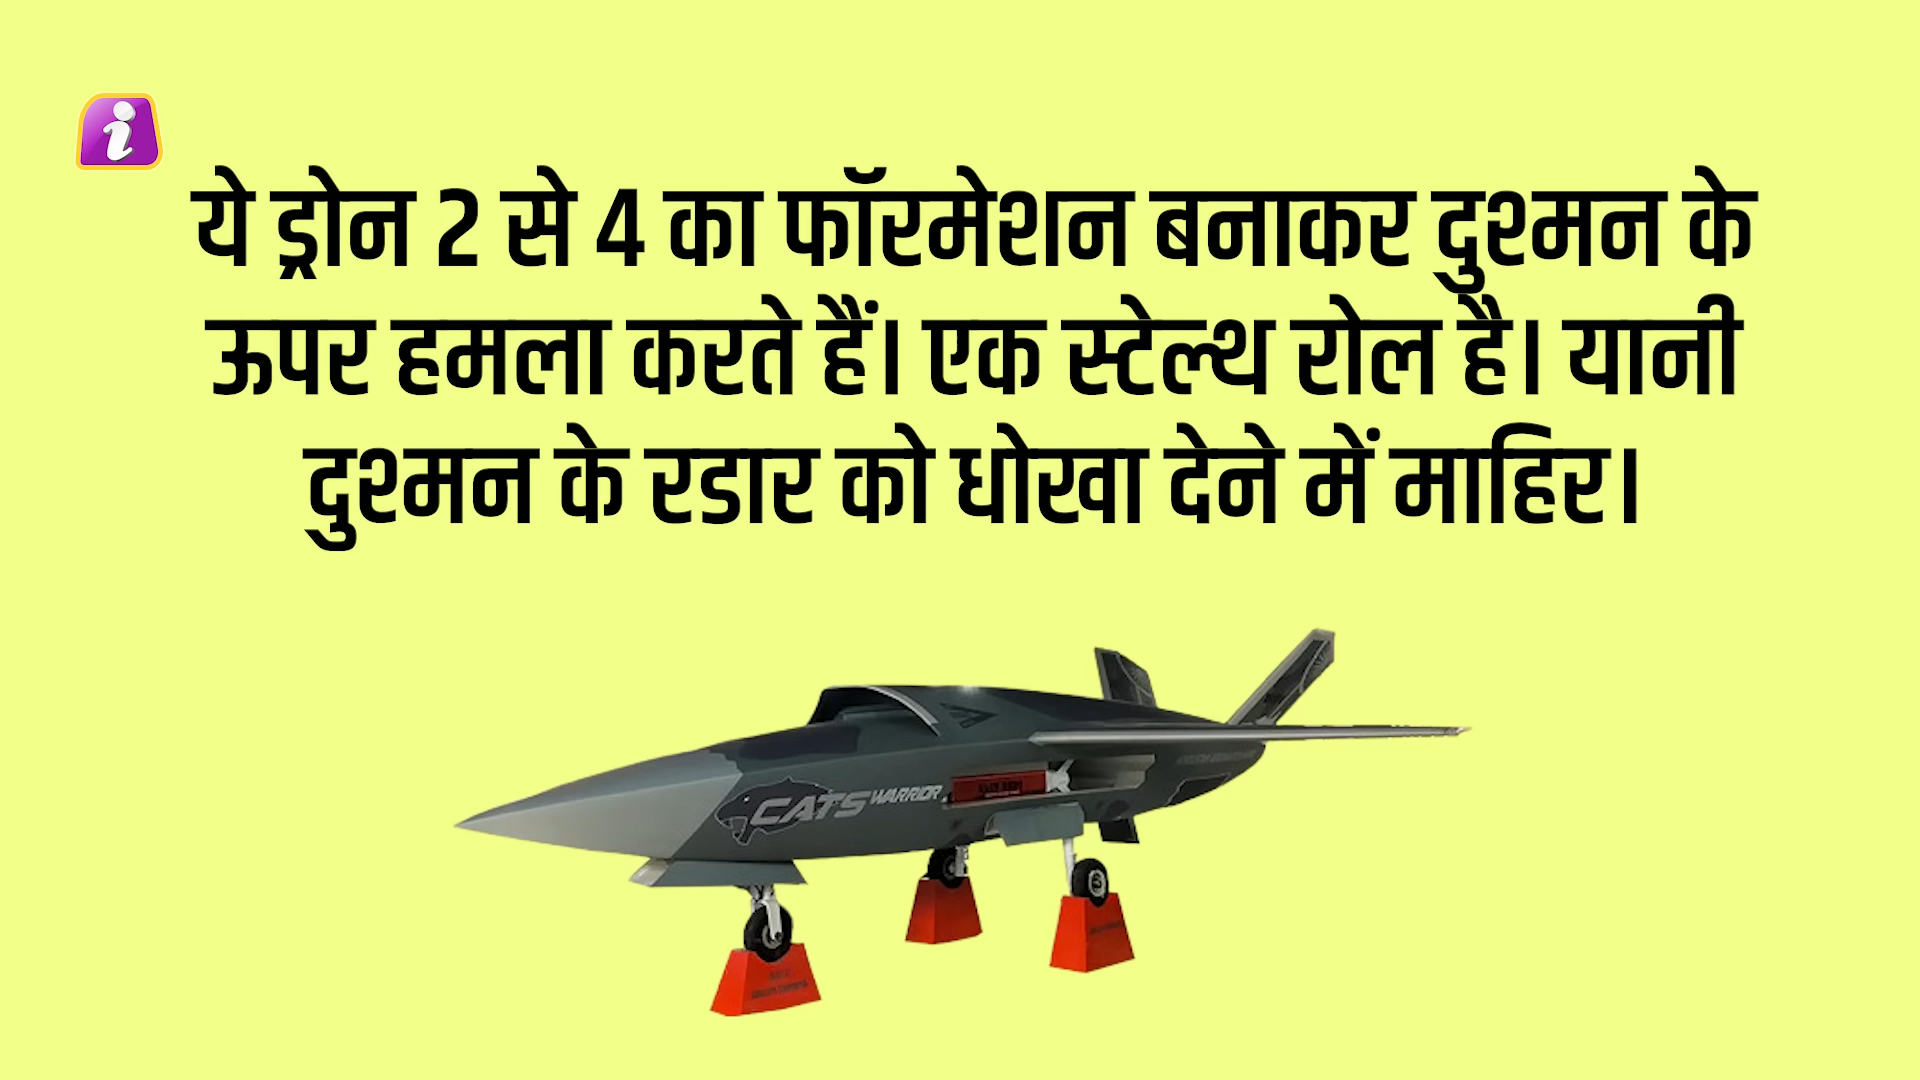 i
ये ड्रोन 2 से 4 का फॉरमेशन बनाकर दुश्मन के
ऊपर हमला करते हैं। एक स्टेल्थ रोल है। यानी
दुश्मन के रडार को धोखा देने में माहिर।
CATS WARRIOR